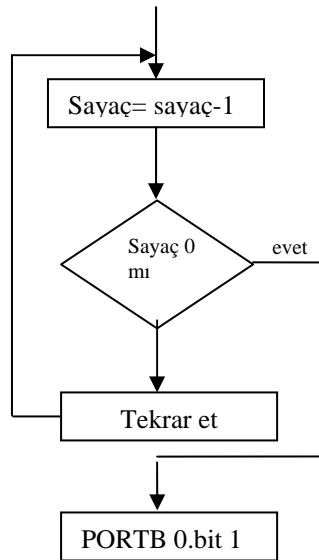 Sayaç= sayaç-1
Sayaç 0
mı
evet
Tekrar et
PORTB 0.bit 1